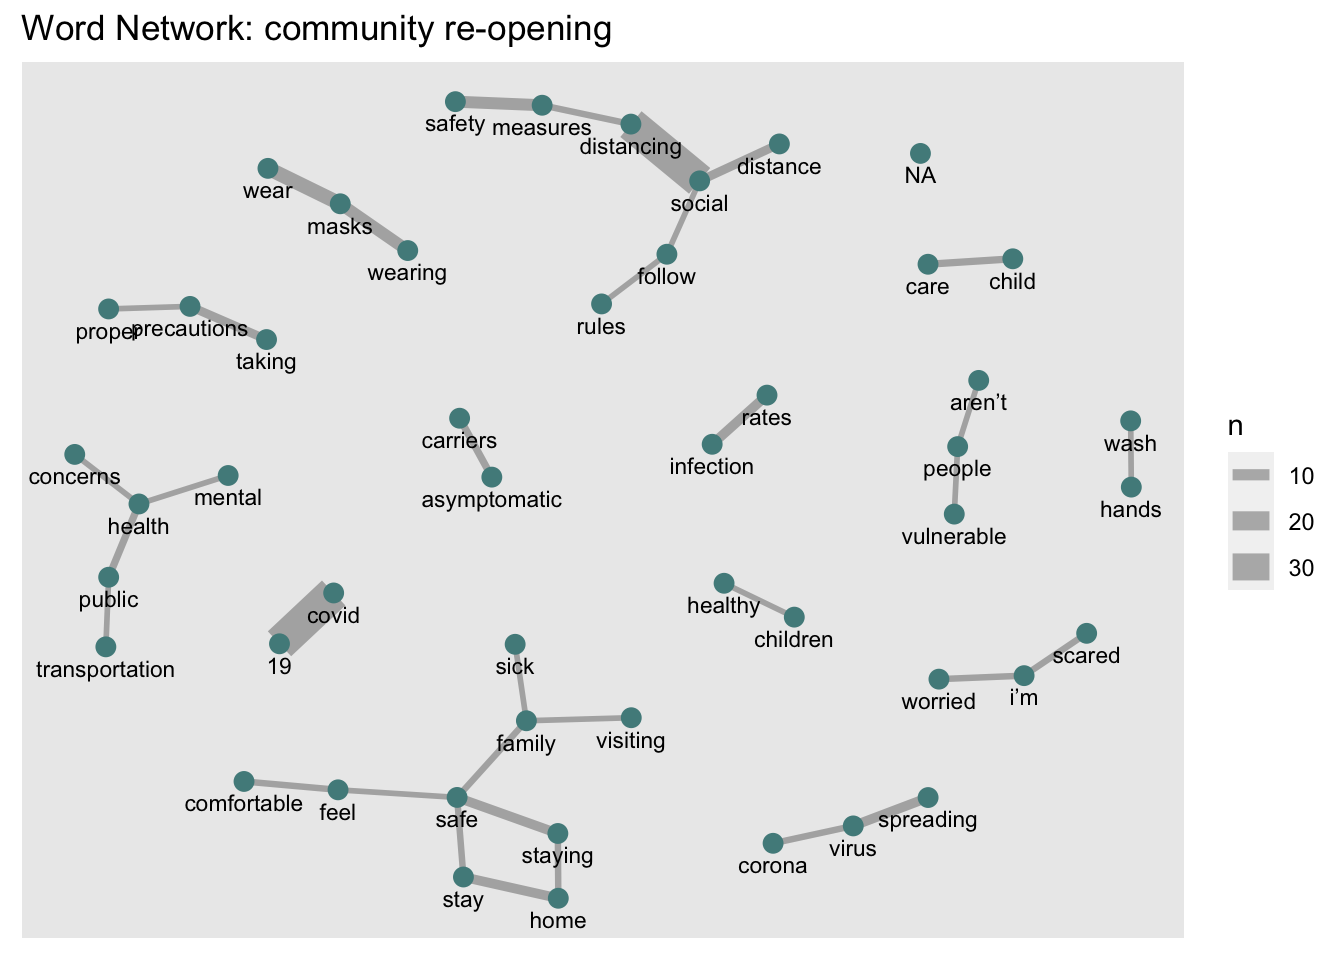 Word Network: community re-opening
safety
measures
distancing
distance
NA
wear
social
masks
wearing
follow
care
child
rules
proper
precautions
taking
aren’t
rates
carriers
wash
infection
people
concerns
mental
asymptomatic
hands
health
vulnerable
public
healthy
covid
children
transportation
19
sick
scared
worried
i’m
family
visiting
comfortable
feel
safe
spreading
staying
virus
corona
stay
home
n
10
20
30